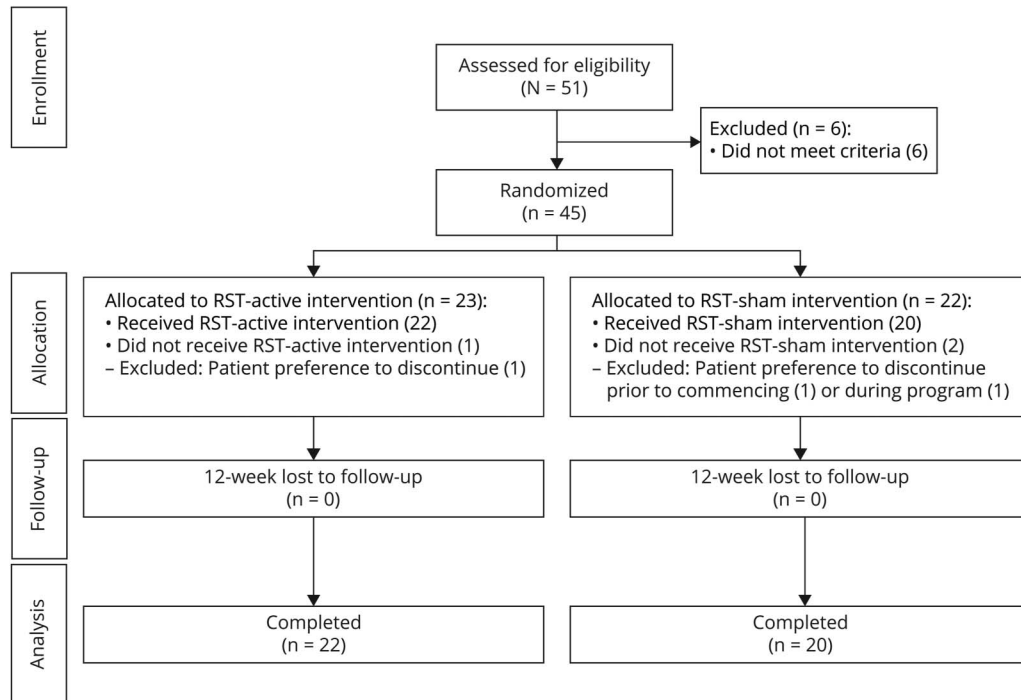 Enrollment
Assessed for eligibility
(N = 51)
Excluded (n = 6):
• Did not meet criteria (6)
Randomized
(n = 45)
Allocation
Allocated to RST-active intervention (n = 23):
• Received RST-active intervention (22)
• Did not receive RST-active intervention (1)
– Excluded: Patient preference to discontinue (1)
Allocated to RST-sham intervention (n = 22):
• Received RST-sham intervention (20)
• Did not receive RST-sham intervention (2)
– Excluded: Patient preference to discontinue
prior to commencing (1) or during program (1)
Follow-up
12-week lost to follow-up
(n = 0)
12-week lost to follow-up
(n = 0)
Analysis
Completed
(n = 22)
Completed
(n = 20)